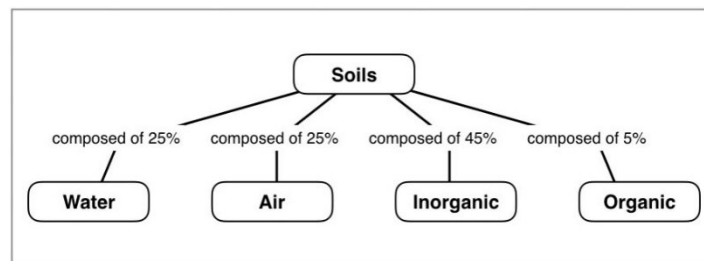 Soils
composed of 25%
composed of 25%
composed of 45%
composed of 5%
Water
Air
Inorganic
Organic